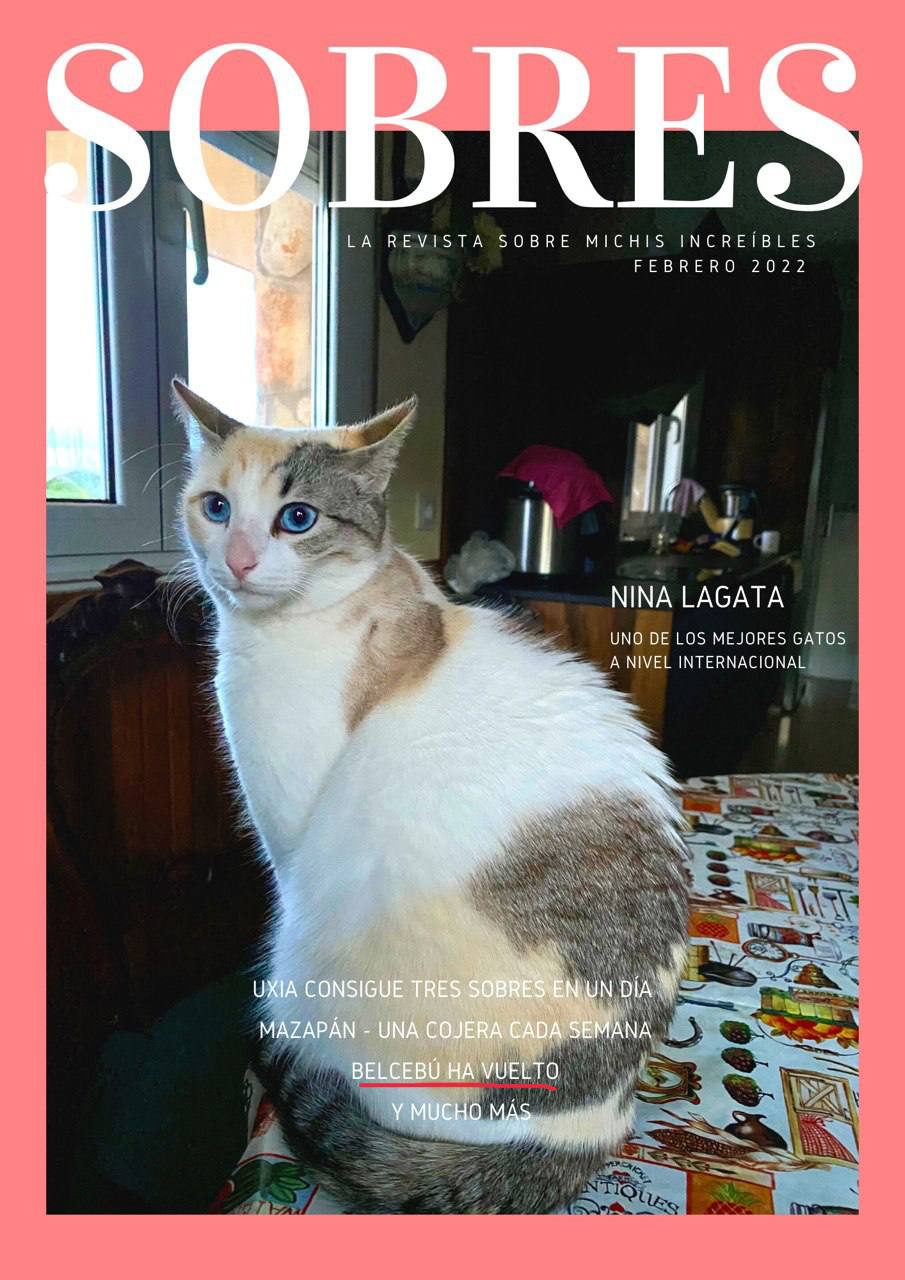 SOBRES
LA REVISTA SOBRE MICHIS INCREÍBLES
FEBRERO 2022
NINA LAGATA
UNO DE LOS MEJORES GATOS
A NIVEL INTERNACIONAL
UXIA CONSIGUE TRES SOBRES EN UN DÍA
MAZAPÁN - UNA COJERA CADA SEMANA
BELCEBÚ HA VUELTO
Y MUCHO MÁS